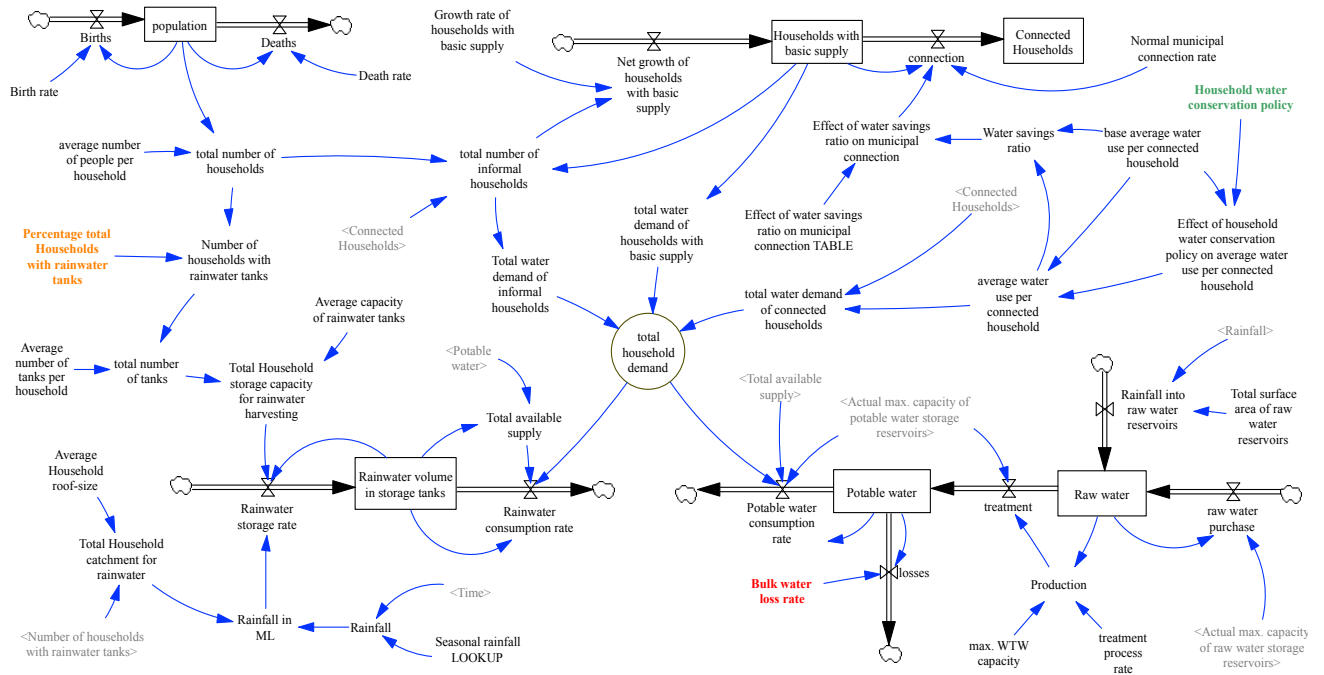 population
Births
Deaths
Birth rate
Death rate
Growth rate of
households with
basic supply
Net growth of
households
with basic
supply
Households with
basic supply
connection
Connected
Households
Normal municipal
connection rate
Household water
conservation policy
average number
of people per
household
total number of
households
total number of
informal
households
Effect of water savings
ratio on municipal
connection
Water savings
ratio
base average water
use per connected
household
<Connected
Households>
total water
demand of
households with
basic supply
Effect of water savings
ratio on municipal
connection TABLE
<Connected
Households>
Effect of household
water conservation
policy on average water
use per connected
household
Percentage total
Households
with rainwater
tanks
Number of
households with
rainwater tanks
Total water
demand of
informal
households
total water demand
of connected
households
average water
use per
connected
household
Average capacity
of rainwater tanks
total
household
demand
Average
number of
tanks per
household
total number
of tanks
Total Household
storage capacity
for rainwater
harvesting
<Potable
water>
Total available
supply
<Total available
supply>
<Actual max. capacity of
potable water storage
reservoirs>
<Rainfall>
Rainfall into
raw water
reservoirs
Total surface
area of raw
water
reservoirs
Average
Household
roof-size
Rainwater
storage rate
Rainwater volume
in storage tanks
Rainwater
consumption rate
Potable water
consumption
rate
Potable water
treatment
Raw water
raw water
purchase
Total Household
catchment for
rainwater
Bulk water
loss rate
losses
Production
<Number of households
with rainwater tanks>
Rainfall in
ML
Rainfall
<Time>
Seasonal rainfall
LOOKUP
max. WTW
capacity
treatment
process
rate
<Actual max. capacity
of raw water storage
reservoirs>